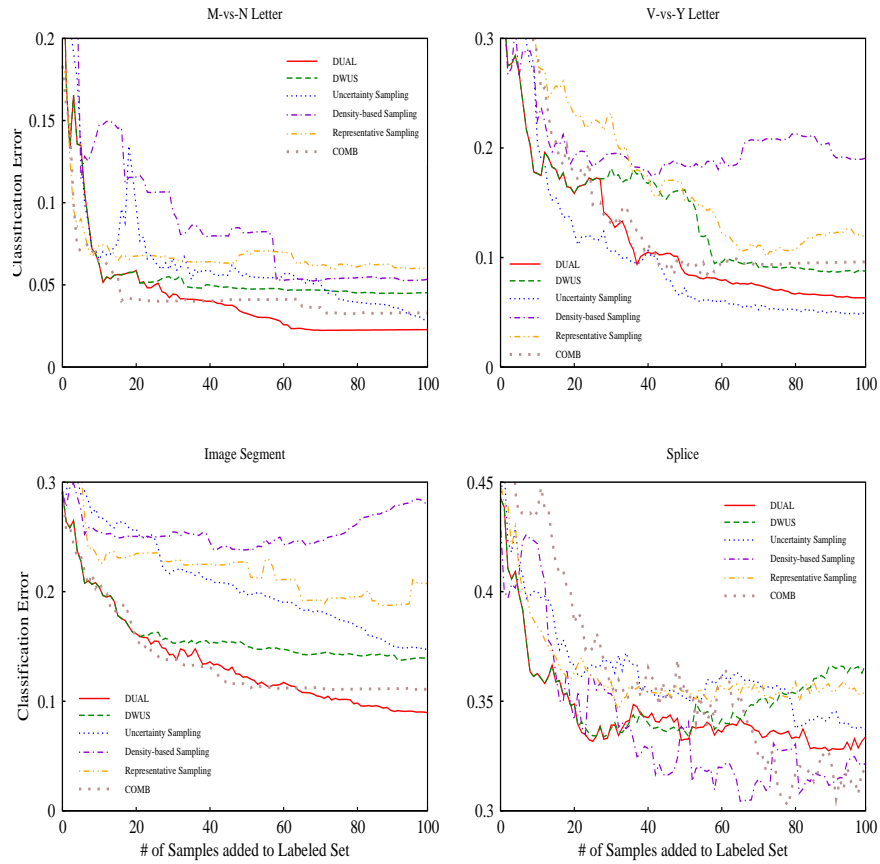 M-vs-N Letter
0.2
0.15
0.1
0.05
0
0 20 40 60 80 100
Classification Error
DUAL
DWUS
Uncertainty Sampling
Density-based Sampling
Representative Sampling
COMB
V-vs-Y Letter
0.3
0.2
0.1
0
0 20 40 60 80 100
DUAL
DWUS
Uncertainty Sampling
Density-based Sampling
Representative Sampling
COMB
Image Segment
0.3
0.2
0.1
0
0 20 40 60 80 100
Classification Error
# of Samples added to Labeled Set
DUAL
DWUS
Uncertainty Sampling
Density-based Sampling
Representative Sampling
COMB
Splice
0.45
0.4
0.35
0.3
0 20 40 60 80 100
# of Samples added to Labeled Set
DUAL
DWUS
Uncertainty Sampling
Density-based Sampling
Representative Sampling
COMB